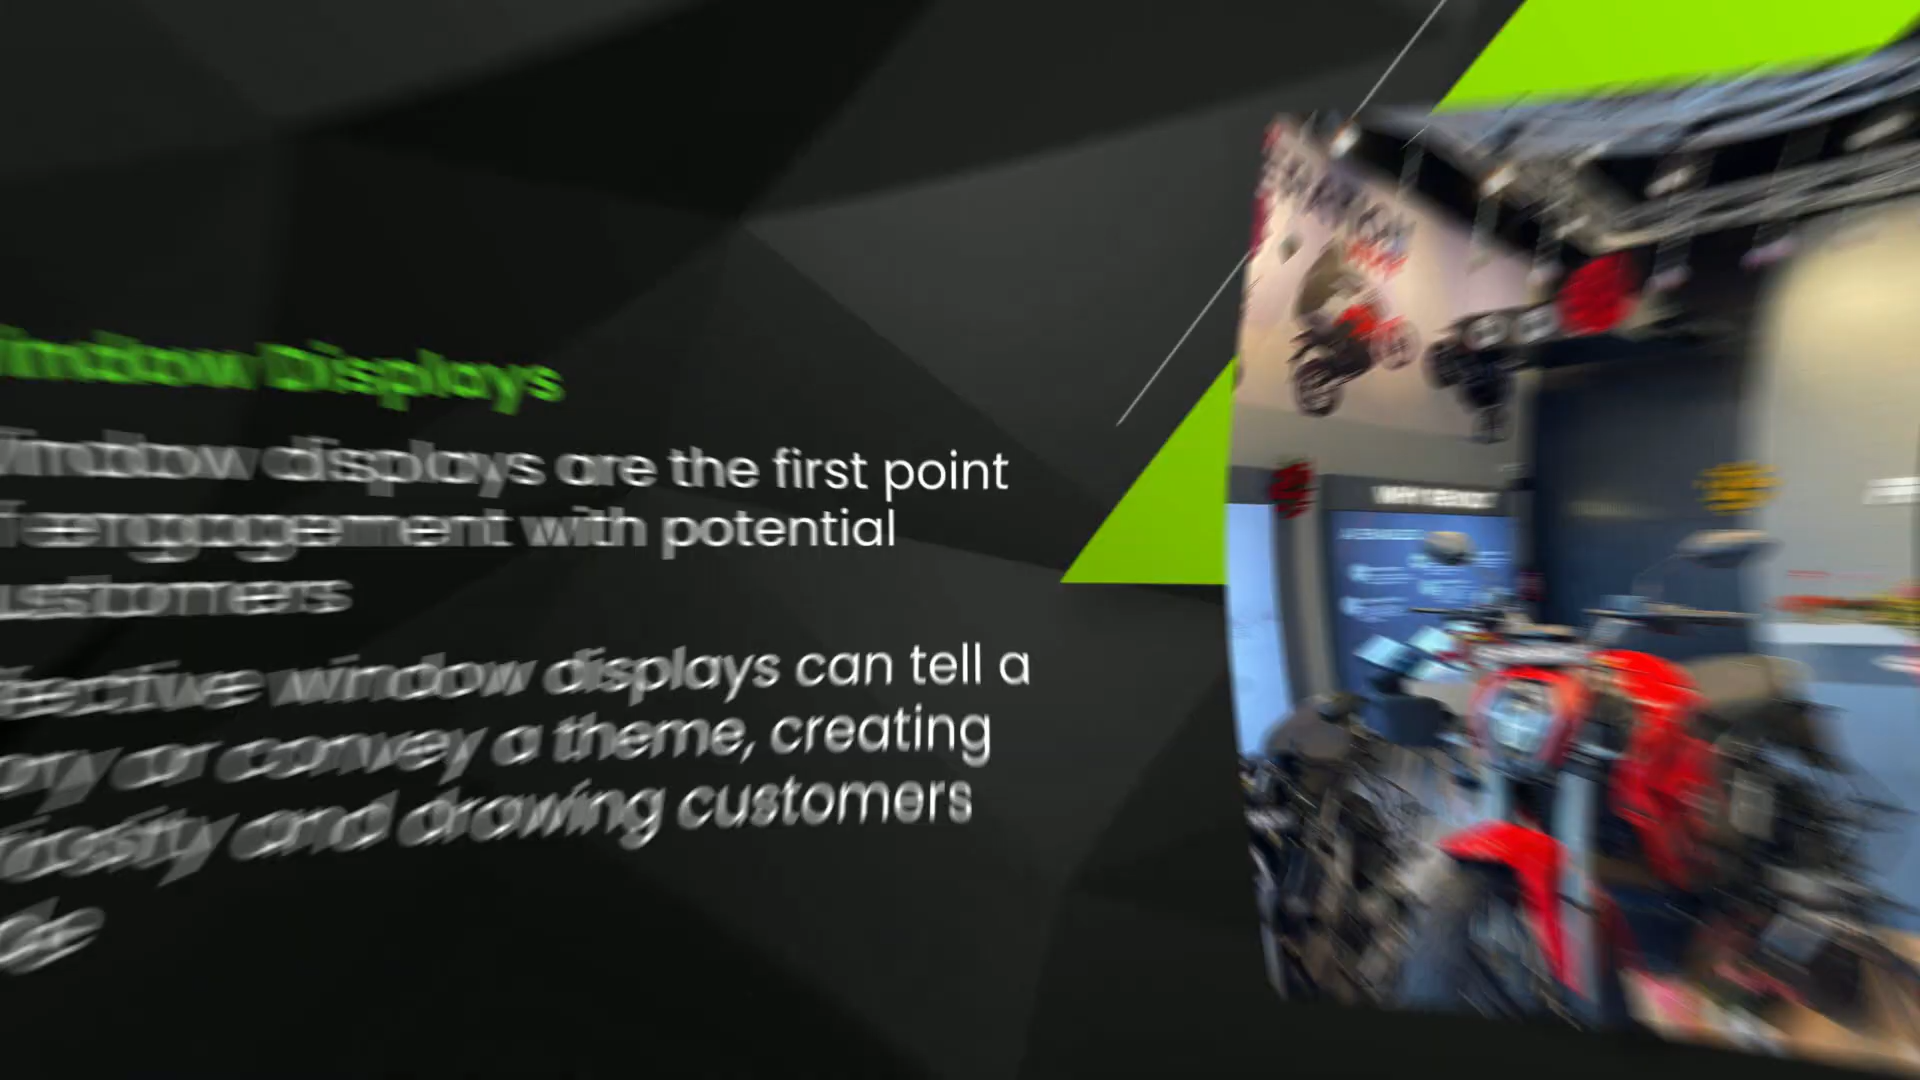 Window Displays
Window displays are the first point
engagement with potential
customers
Effective window displays can tell a
or convey a theme, creating
and drawing customers